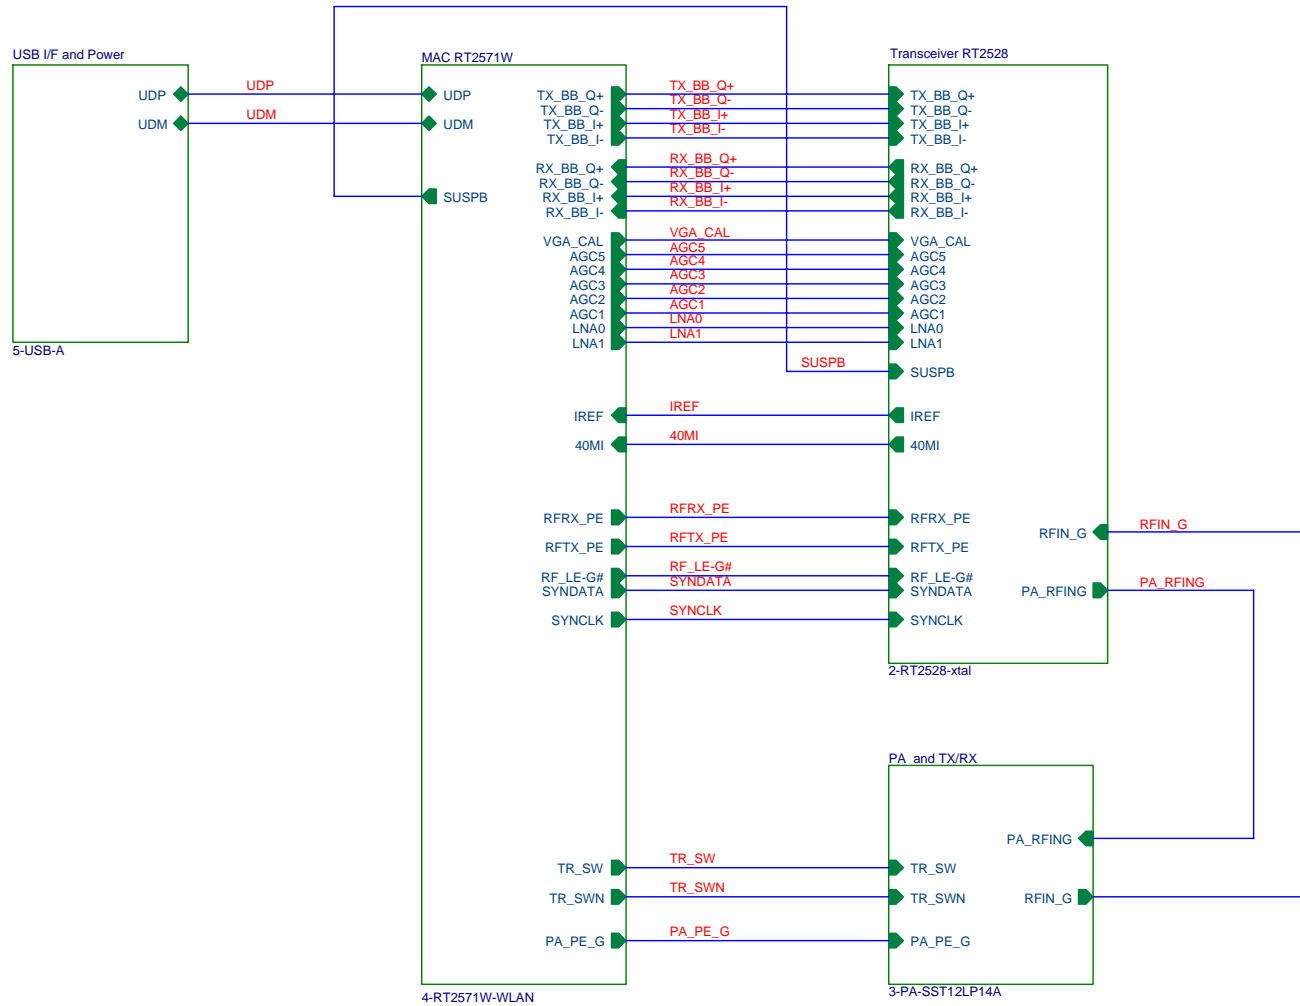 USB I/F and Power
UDP
UDM
5-USB-A
UDP
UDM
MAC RT2571W
UDP
UDM
SUSPB
TX_BB_Q+
TX_BB_Q-
TX_BB_I+
TX_BB_I-
RX_BB_Q+
RX_BB_Q-
RX_BB_I+
RX_BB_I-
VGA_CAL
AGC5
AGC4
AGC3
AGC2
AGC1
LNA0
LNA1
IREF
40MI
RFRX_PE
RFTX_PE
RF_LE-G#
SYNDATA
SYNCLK
TR_SW
TR_SWN
PA_PE_G
4-RT2571W-WLAN
TX_BB_Q+
TX_BB_Q-
TX_BB_I+
TX_BB_I-
RX_BB_Q+
RX_BB_Q-
RX_BB_I+
RX_BB_I-
VGA_CAL
AGC5
AGC4
AGC3
AGC2
AGC1
LNA0
LNA1
SUSPB
IREF
40MI
RFRX_PE
RFTX_PE
RF_LE-G#
SYNDATA
SYNCLK
TR_SW
TR_SWN
PA_PE_G
Transceiver RT2528
TX_BB_Q+
TX_BB_Q-
TX_BB_I+
TX_BB_I-
RX_BB_Q+
RX_BB_Q-
RX_BB_I+
RX_BB_I-
VGA_CAL
AGC5
AGC4
AGC3
AGC2
AGC1
LNA0
LNA1
SUSPB
IREF
40MI
RFRX_PE
RFTX_PE
RF_LE-G#
SYNDATA
SYNCLK
RFIN_G
PA_RFING
2-RT2528-xtal
RFIN_G
PA_RFING
PA and TX/RX
PA_RFING
TR_SW
TR_SWN
RFIN_G
PA_PE_G
3-PA-SST12LP14A